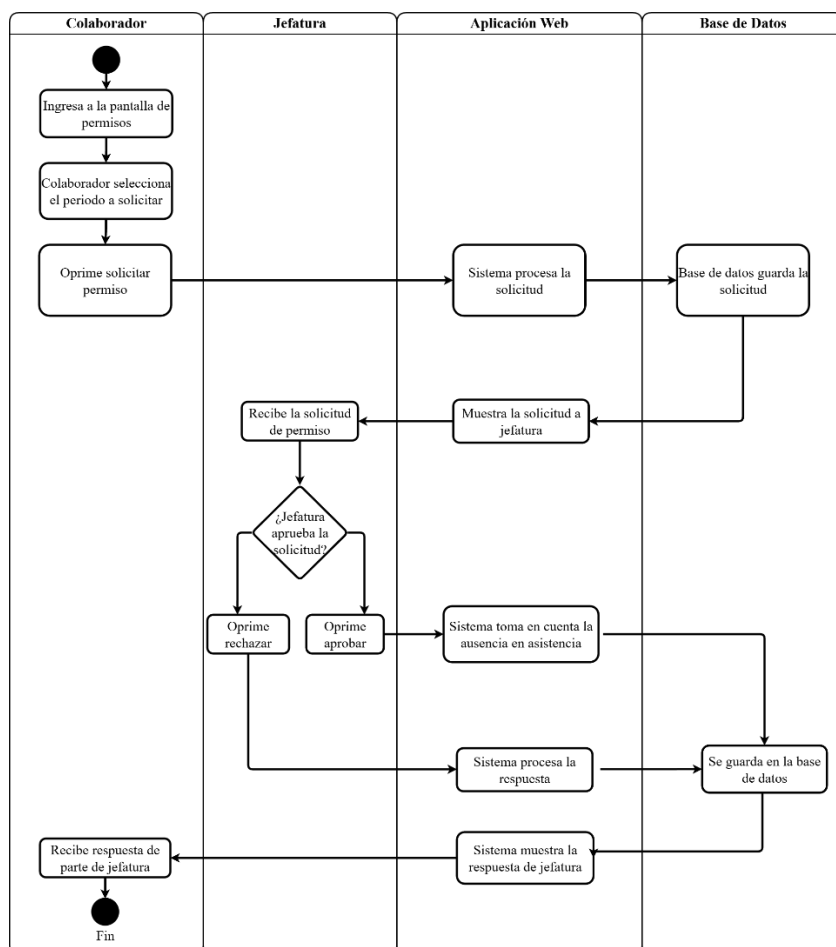 Colaborador
Jefatura
Aplicación Web
Base de Datos
Ingresa a la pantalla de
permisos
Colaborador selecciona
el periodo a solicitar
Oprime solicitar
permiso
Sistema procesa la
solicitud
Base de datos guarda la
solicitud
Recibe la solicitud
de permiso
Muestra la solicitud a
jefatura
¿Jefatura
aprueba la
solicitud?
Oprime
rechazar
Oprime
aprobar
Sistema toma en cuenta la
ausencia en asistencia
Sistema procesa la
respuesta
Se guarda en la base
de datos
Recibe respuesta de
parte de jefatura
Sistema muestra la
respuesta de jefatura
Fin